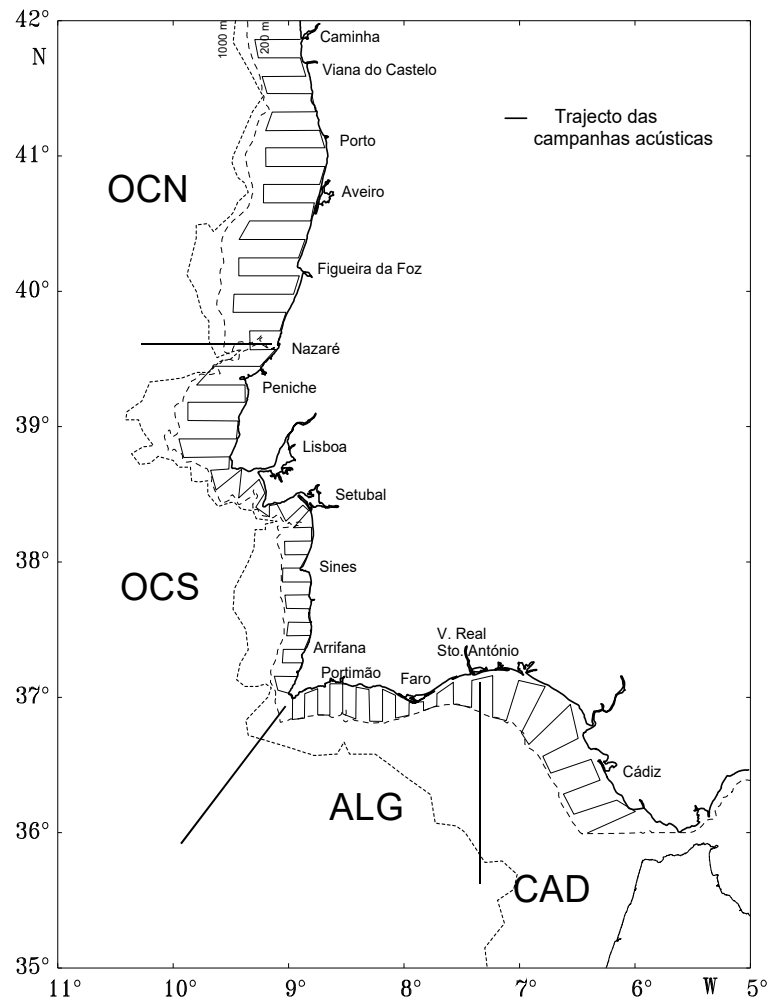 42°
N
1000 m
200 m
Caminha
Viana do Castelo
Trajecto das
campanhas acústicas
Porto
41°
OCN
Aveiro
Figueira da Foz
40°
Nazaré
Peniche
39°
Lisboa
Setubal
38°
OCS
Sines
V. Real
Sto. António
Arrifana
Portimão
Faro
37°
Cádiz
ALG
36°
CAD
35°
11°
10°
9°
8°
7°
6°
W
5°